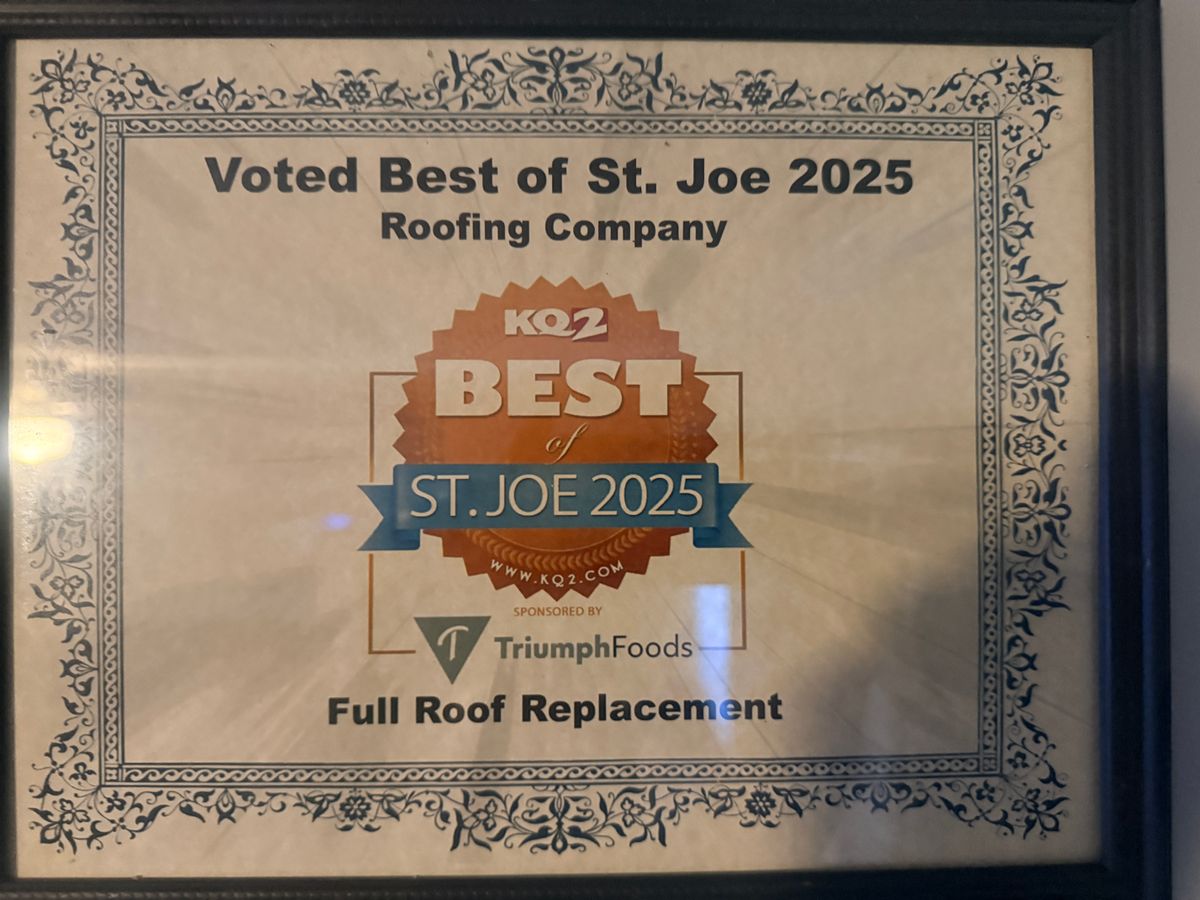 Voted Best of St. Joe 2025
Roofing Company
KQ2
BEST
of
ST. JOE 2025
WWW.KQ2.COM
SPONSORED BY
T TriumphFoods
Full Roof Replacement